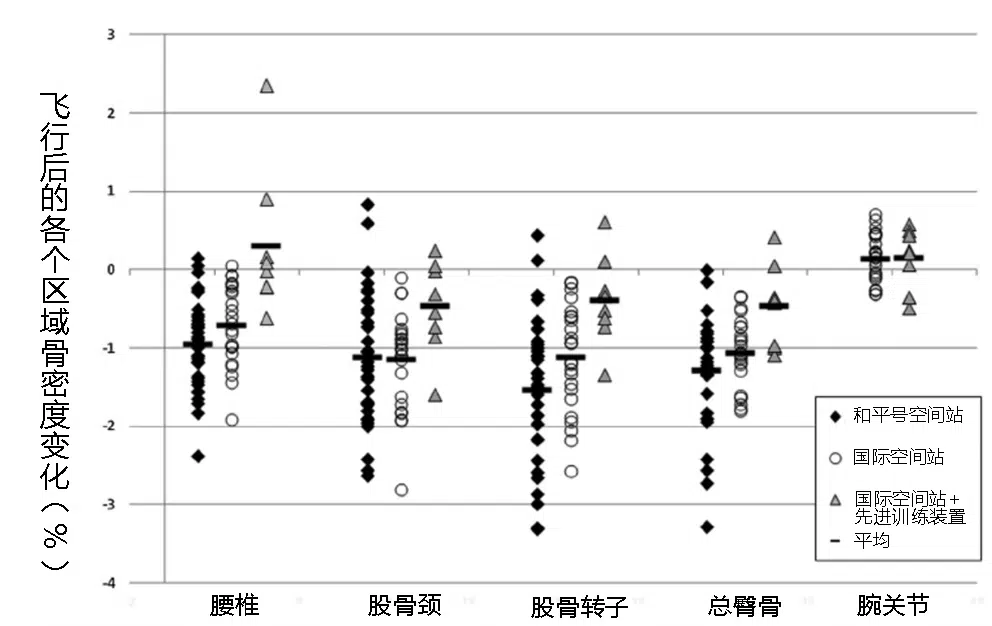 飞行后的各个区域骨密度变化（%）
3
2
1
0
-1
-2
-3
-4
腰椎
股骨颈
股骨转子
总臀骨
腕关节
和平号空间站
国际空间站
国际空间站+
先进训练装置
平均